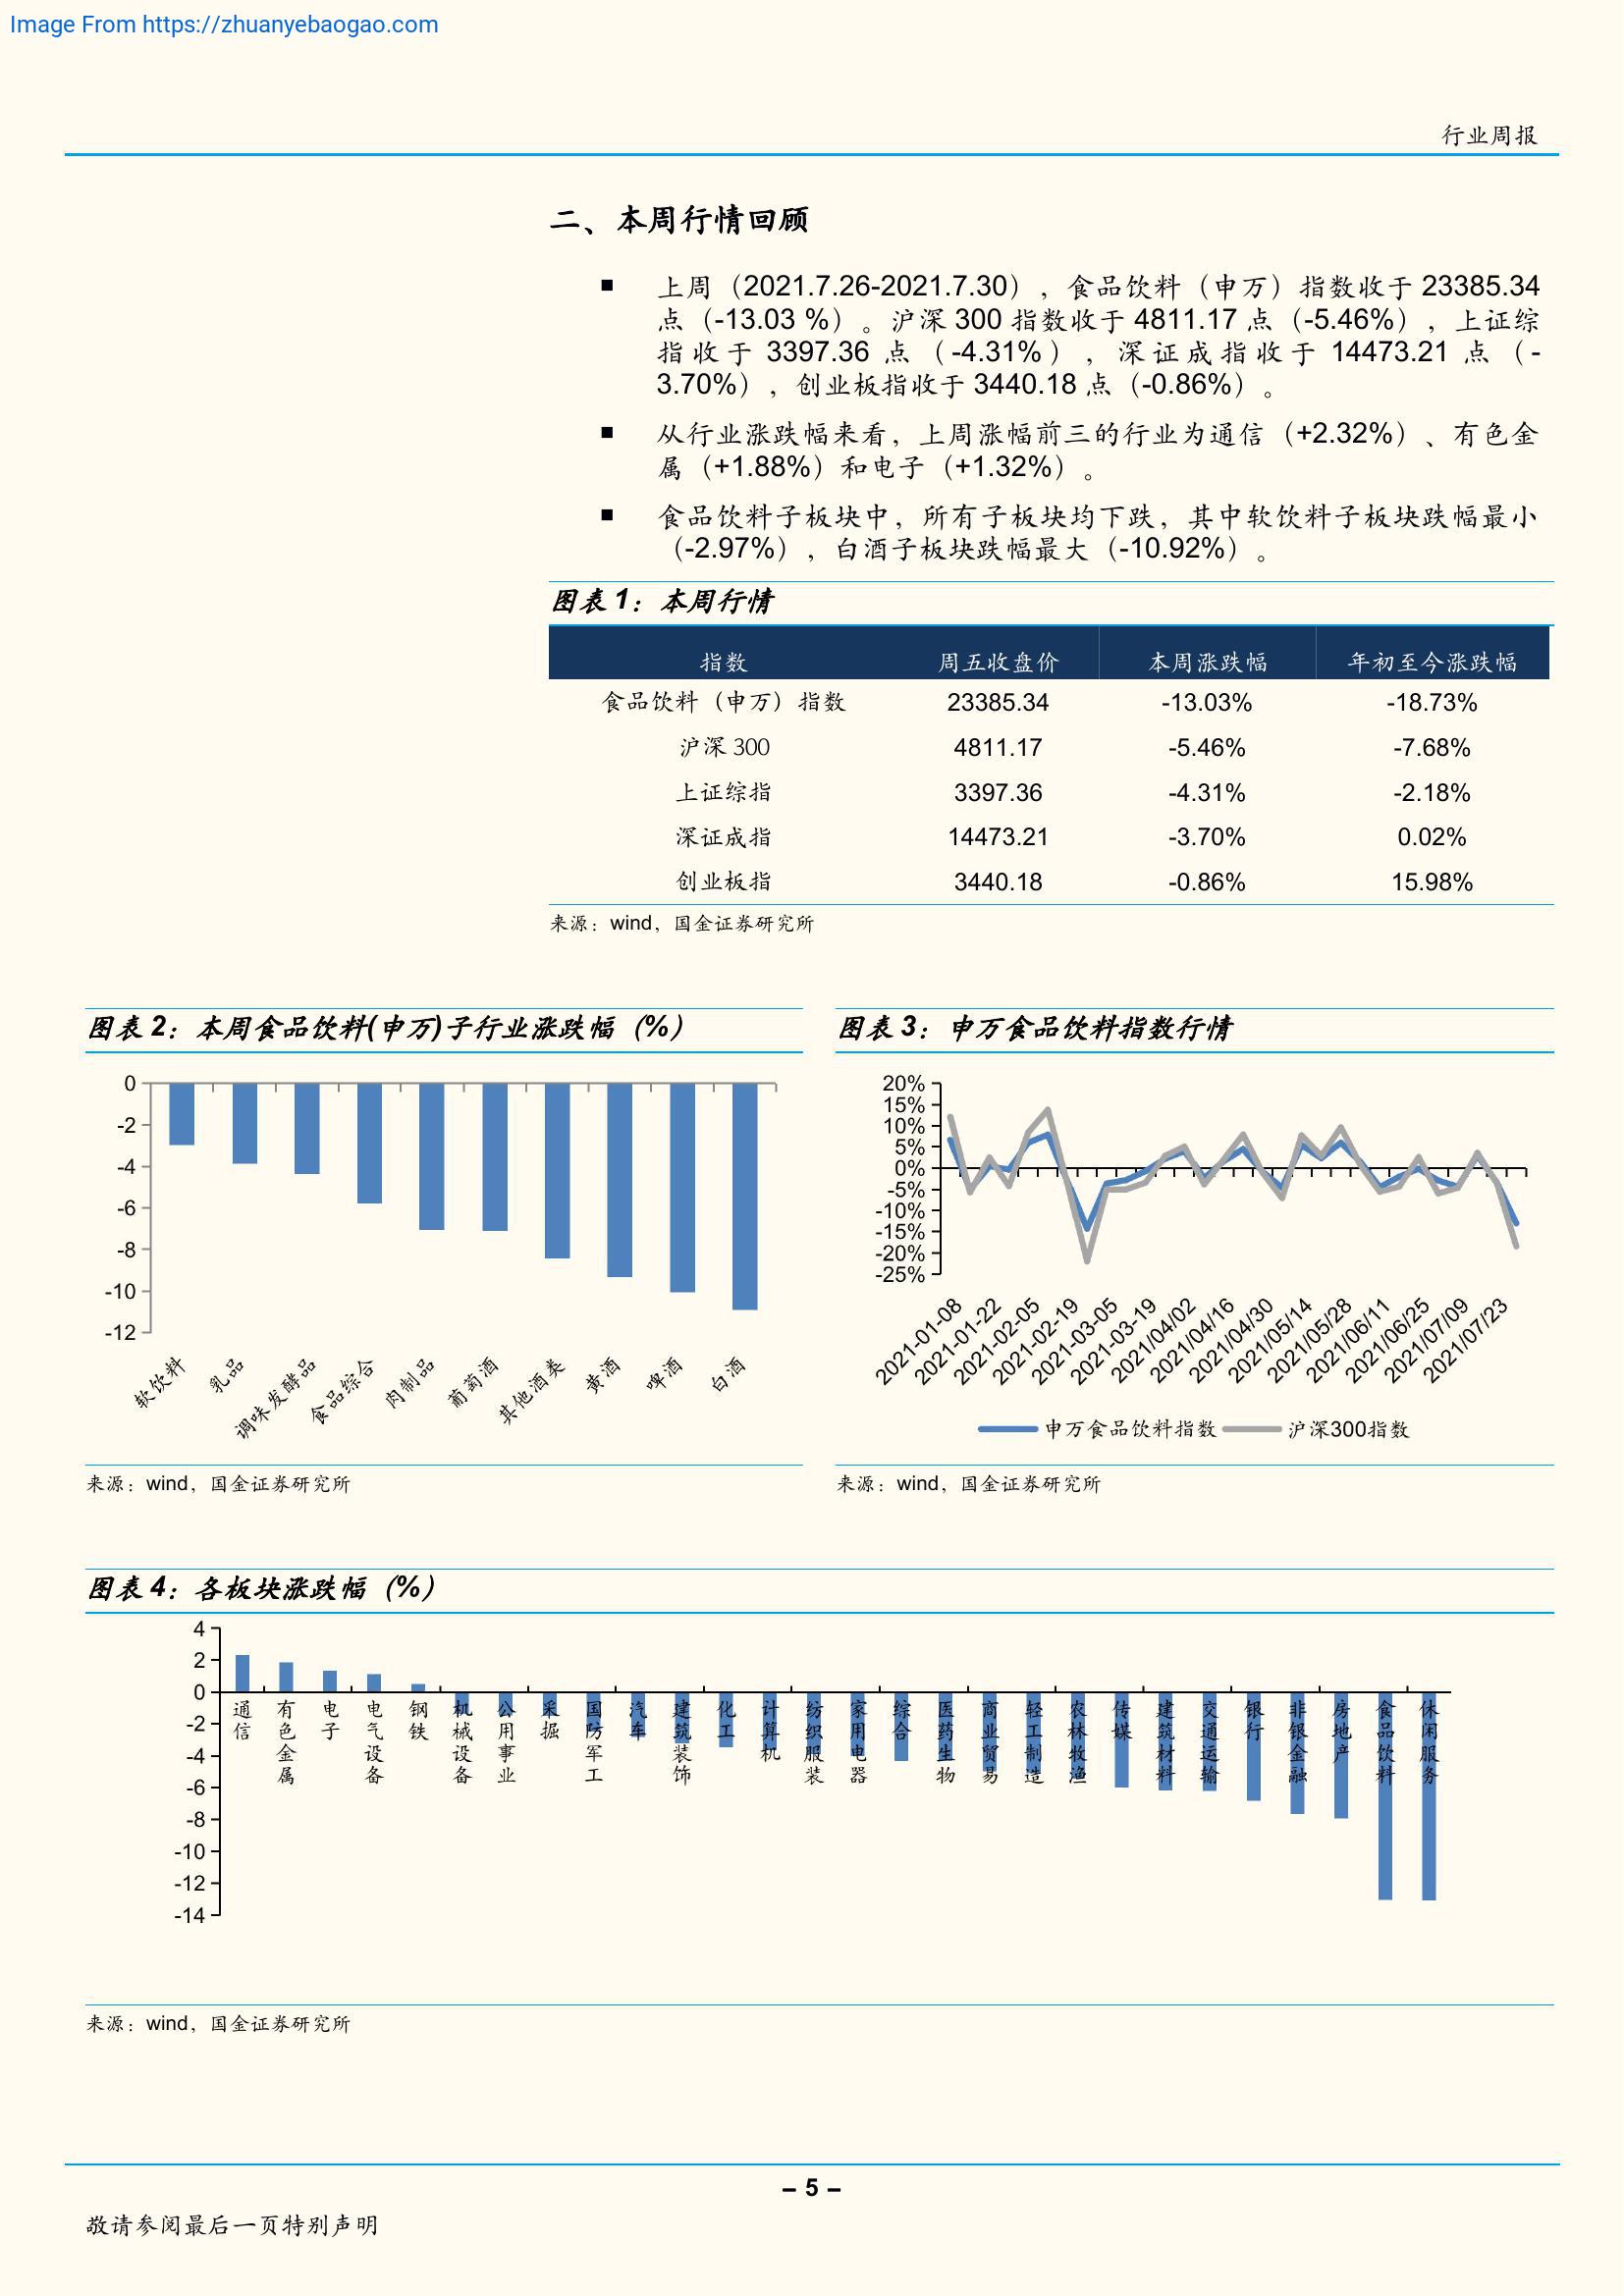 Image From https://zhuanyebaogao.com
行业周报
二、本周行情回顾
■ 上周（2021.7.26-2021.7.30），食品饮料（申万）指数收于 23385.34
点（-13.03 %）。沪深 300 指数收于 4811.17 点（-5.46%），上证综
指收于 3397.36 点（-4.31%），深证成指收于 14473.21 点（-
3.70%），创业板指收于 3440.18 点（-0.86%）。
■ 从行业涨跌幅来看，上周涨幅前三的行业为通信（+2.32%）、有色金
属（+1.88%）和电子（+1.32%）。
■ 食品饮料子板块中，所有子板块均下跌，其中软饮料子板块跌幅最小
（-2.97%），白酒子板块跌幅最大（-10.92%）。
图表 1：本周行情
指数 周五收盘价 本周涨跌幅 年初至今涨跌幅
食品饮料（申万）指数 23385.34 -13.03% -18.73%
沪深 300 4811.17 -5.46% -7.68%
上证综指 3397.36 -4.31% -2.18%
深证成指 14473.21 -3.70% 0.02%
创业板指 3440.18 -0.86% 15.98%
来源：wind，国金证券研究所
图表 2：本周食品饮料(申万)子行业涨跌幅（%）
0
-2
-4
-6
-8
-10
-12
软饮料
乳品
调味发酵品
食品综合
肉制品
葡萄酒
其他酒类
黄酒
啤酒
白酒
来源：wind，国金证券研究所
图表 3：申万食品饮料指数行情
20%
15%
10%
5%
0%
-5%
-10%
-15%
-20%
-25%
2021-01-08
2021-01-22
2021-02-05
2021-02-19
2021-03-05
2021-03-19
2021/04/02
2021/04/16
2021/04/30
2021/05/14
2021/05/28
2021/06/11
2021/06/25
2021/07/09
2021/07/23
申万食品饮料指数 沪深300指数
来源：wind，国金证券研究所
图表 4：各板块涨跌幅（%）
4
2
0
-2
-4
-6
-8
-10
-12
-14
通信
有色金属
电子
电气设备
钢铁
机械设备
公用事业
采掘
国防军工
汽车
建筑装饰
化工
计算机
纺织服装
家用电器
综合
医药生物
商业贸易
轻工制造
农林牧渔
传媒
建筑材料
交通运输
银行
非银金融
房地产
食品饮料
休闲服务
来源：wind，国金证券研究所
- 5 -
敬请参阅最后一页特别声明